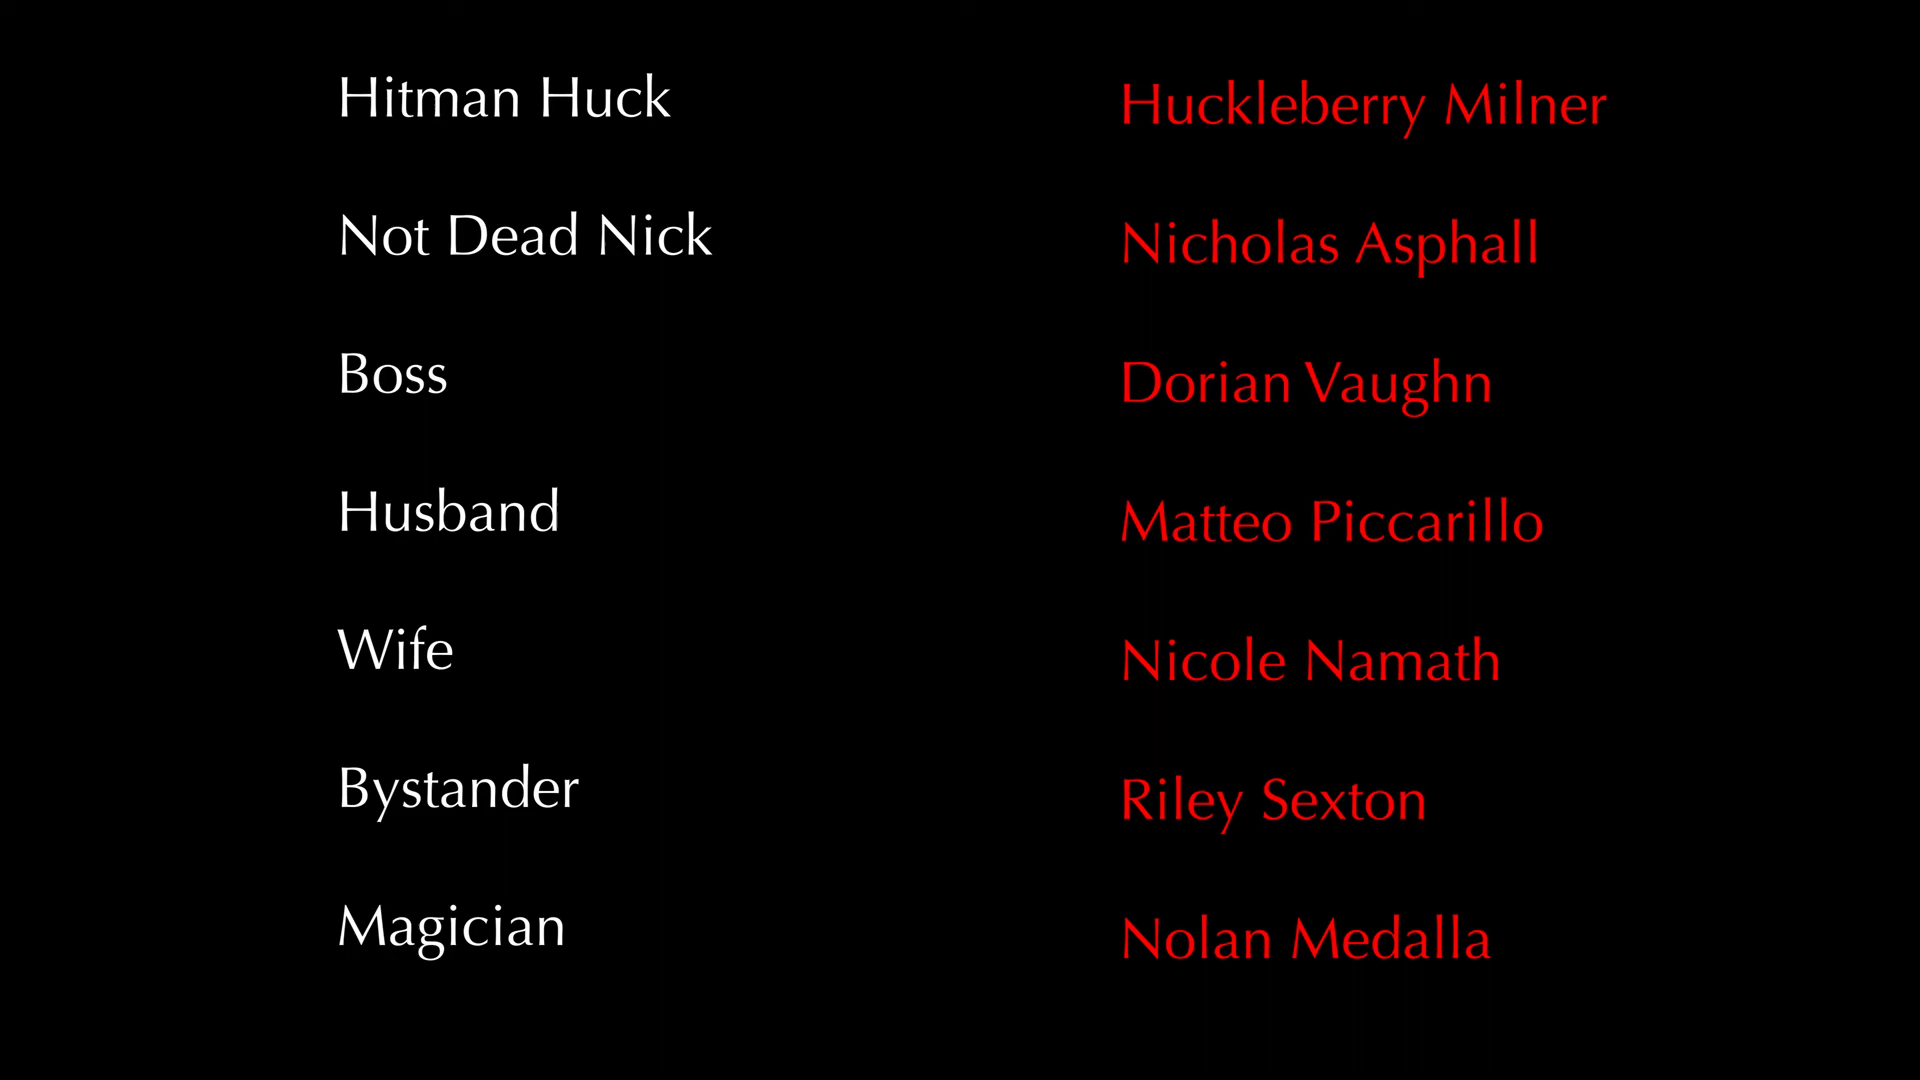 Hitman Huck Huckleberry Milner
Not Dead Nick Nicholas Asphall
Boss Dorian Vaughn
Husband Matteo Piccarillo
Wife Nicole Namath
Bystander Riley Sexton
Magician Nolan Medalla